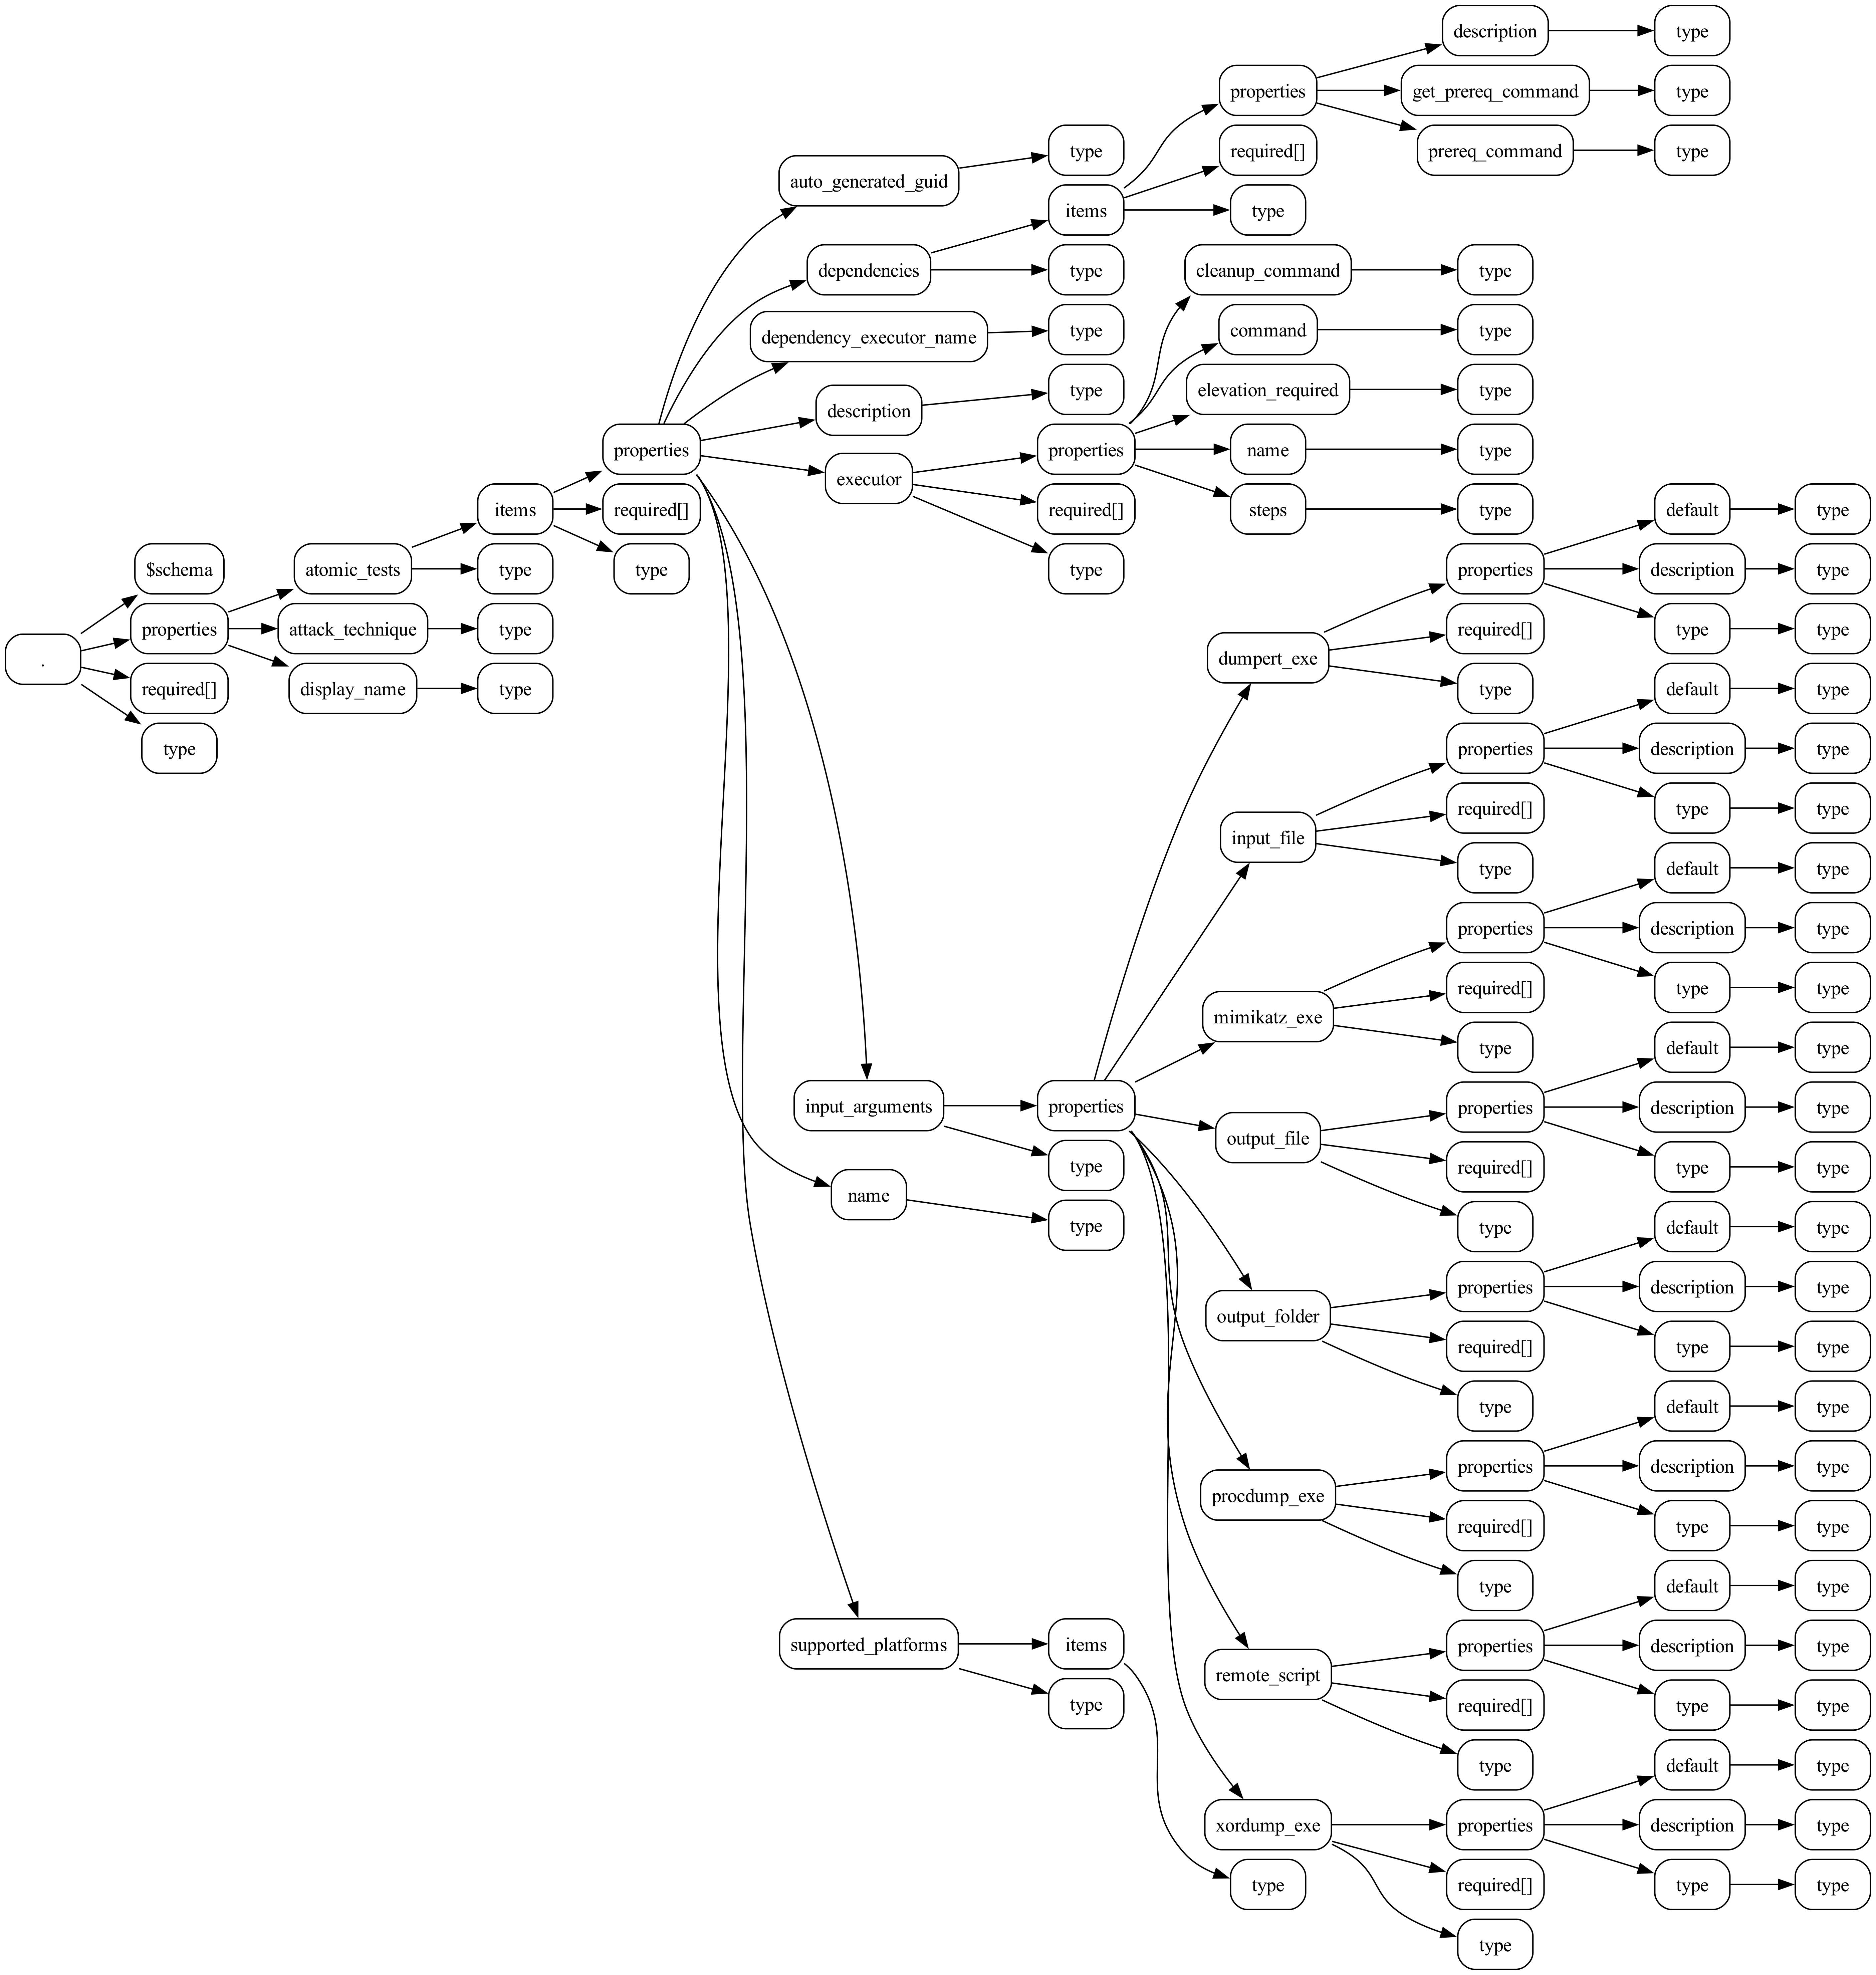 description
type
properties
get_prereq_command
type
prereq_command
type
auto_generated_guid
type
required[]
items
type
dependencies
type
cleanup_command
type
dependency_executor_name
type
command
type
description
type
elevation_required
type
properties
executor
properties
name
type
items
required[]
required[]
steps
type
default
type
$schema
atomic_tests
type
type
type
properties
description
type
.
properties
attack_technique
type
dumpert_exe
required[]
type
type
required[]
display_name
type
type
default
type
type
properties
description
type
input_file
required[]
type
type
type
default
type
properties
description
type
mimikatz_exe
required[]
type
type
type
default
type
input_arguments
properties
output_file
properties
description
type
type
required[]
type
type
name
type
type
default
type
properties
description
type
output_folder
required[]
type
type
type
default
type
properties
description
type
procdump_exe
required[]
type
type
type
default
type
supported_platforms
items
properties
description
type
type
remote_script
required[]
type
type
type
default
type
xordump_exe
properties
description
type
type
required[]
type
type
type